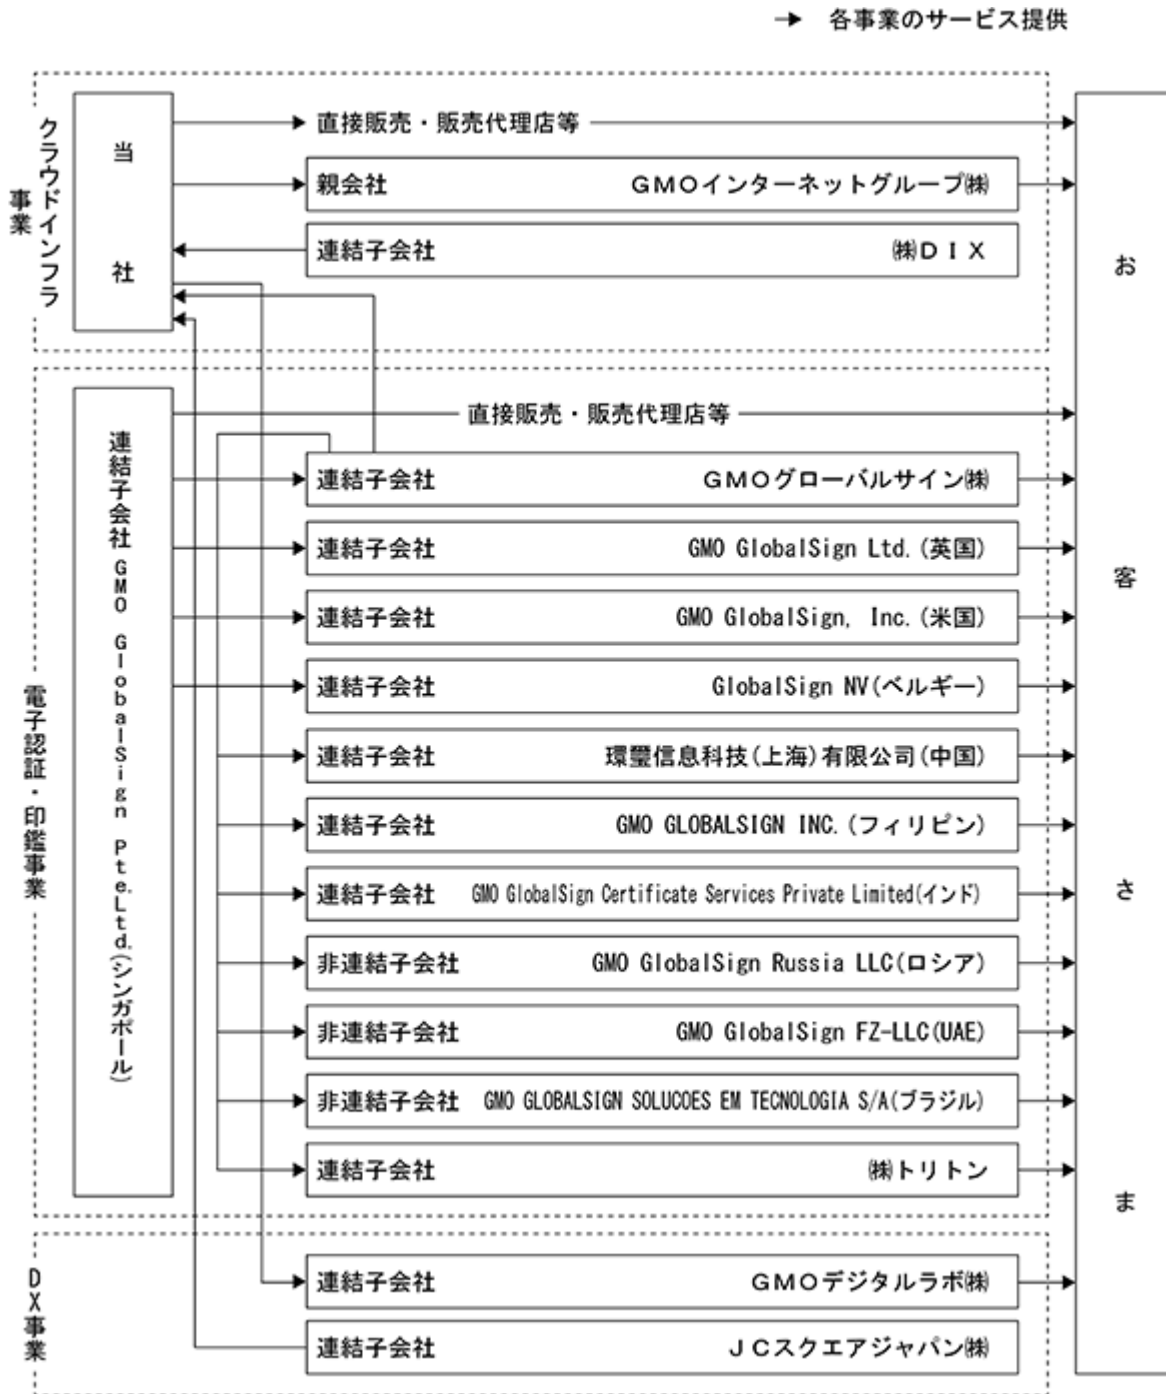 → 各事業のサービス提供
クラウドインフラ事業
当社
直接販売・販売代理店等
親会社 GMOインターネットグループ㈱
連結子会社 ㈱DIX
電子認証・印鑑事業
連結子会社 GMO GlobalSign Pte.Ltd.(シンガポール)
直接販売・販売代理店等
連結子会社 GMOグローバルサイン㈱
連結子会社 GMO GlobalSign Ltd.(英国)
連結子会社 GMO GlobalSign, Inc.(米国)
連結子会社 GlobalSign NV(ベルギー)
連結子会社 環璽信息科技(上海)有限公司(中国)
連結子会社 GMO GLOBALSIGN INC.(フィリピン)
連結子会社 GMO GlobalSign Certificate Services Private Limited(インド)
非連結子会社 GMO GlobalSign Russia LLC(ロシア)
非連結子会社 GMO GlobalSign FZ-LLC(UAE)
非連結子会社 GMO GLOBALSIGN SOLUCOES EM TECNOLOGIA S/A(ブラジル)
連結子会社 ㈱トリトン
DX事業
連結子会社 GMOデジタルラボ㈱
連結子会社 JCスクエアジャパン㈱
お客さま